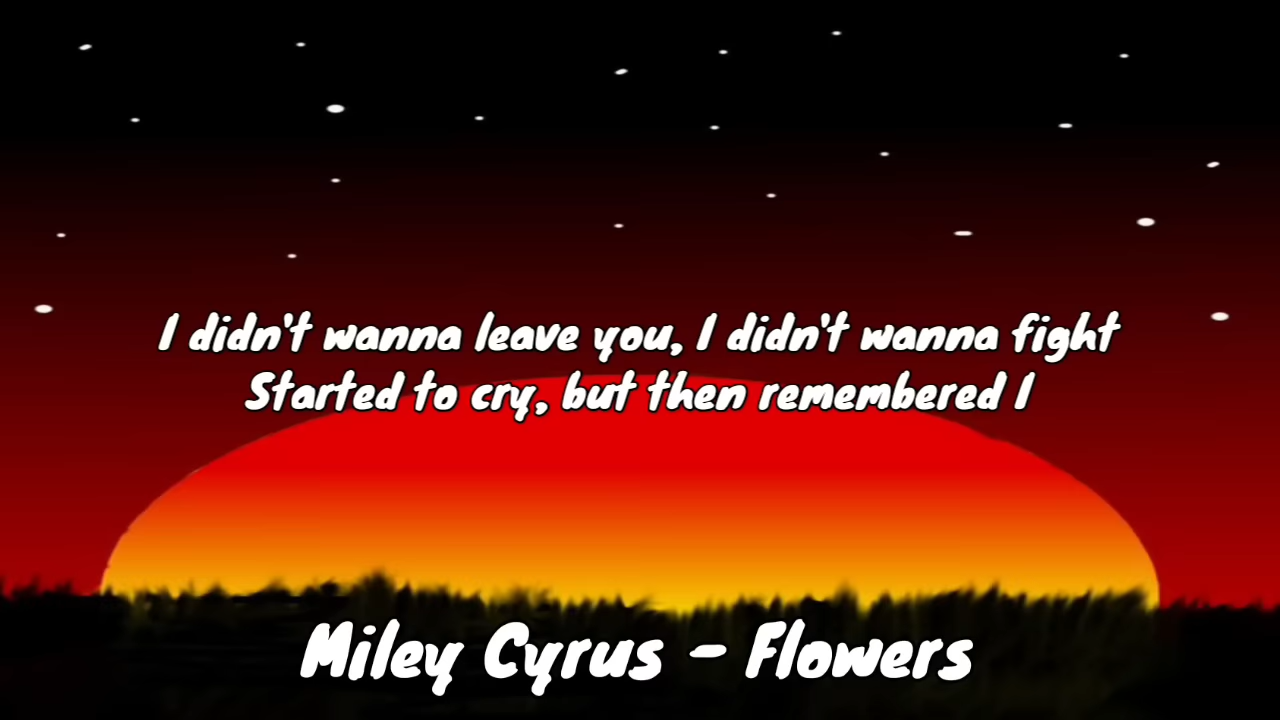 I didn't wanna leave you, I didn't wanna fight
Started to cry, but then remembered I
Miley Cyrus - Flowers